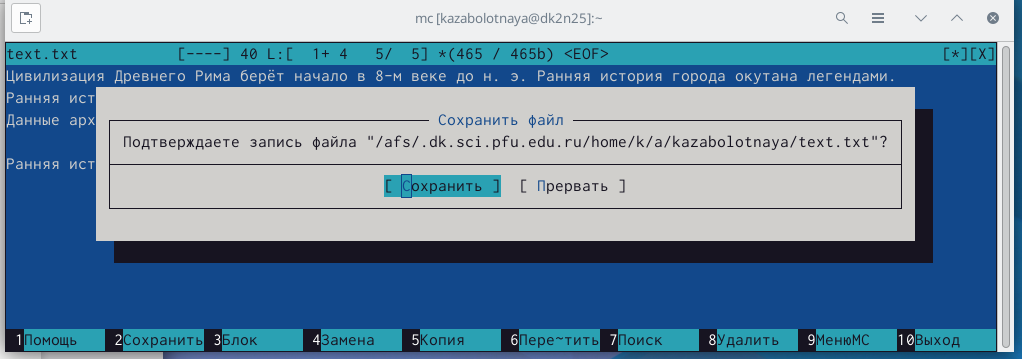 mc [kazabolotnaya@dk2n25]:~
text.txt [----] 40 L:[ 1+ 4 5/ 5] *(465 / 465b) <EOF> [*][X]
Цивилизация Древнего Рима берёт начало в 8-м веке до н. э. Ранняя история города окутана легендами.
Ранняя ист
Данные арх
Ранняя ист
Сохранить файл
Подтверждаете запись файла "/afs/.dk.sci.pfu.edu.ru/home/k/a/kazabolotnaya/text.txt"?
[ Сохранить ] [ Прервать ]
1Помощь 2Сохранить 3Блок 4Замена 5Копия 6Пере~тить 7Поиск 8Удалить 9МенюMC 10Выход